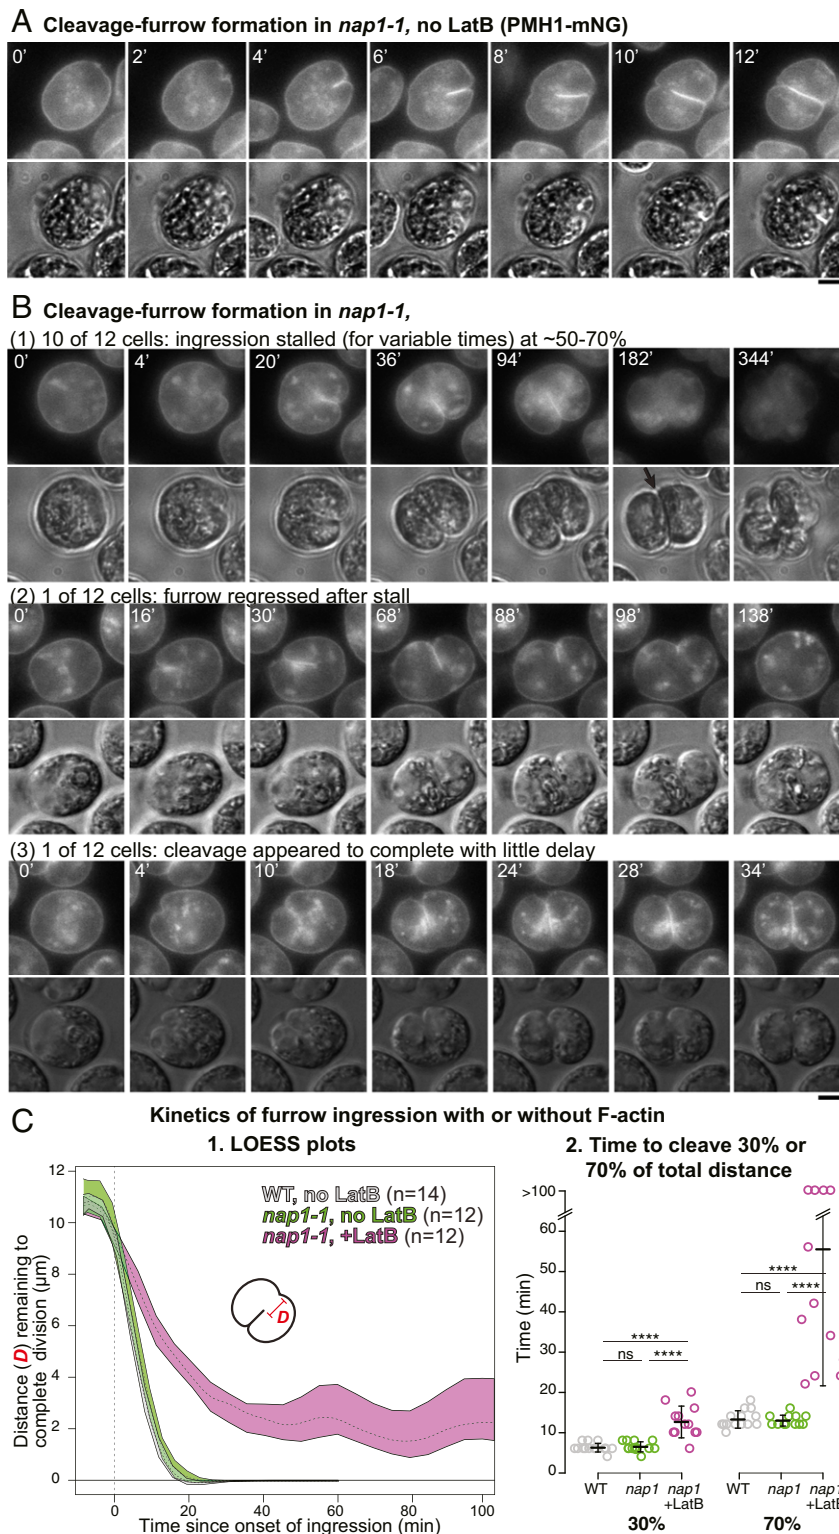 A Cleavage-furrow formation in nap1-1, no LatB (PMH1-mNG)
0’ 2’ 4’ 6’ 8’ 10’ 12’
B Cleavage-furrow formation in nap1-1,
(1) 10 of 12 cells: ingression stalled (for variable times) at ~50-70%
0’ 4’ 20’ 36’ 94’ 182’ 344’
(2) 1 of 12 cells: furrow regressed after stall
0’ 16’ 30’ 68’ 88’ 98’ 138’
(3) 1 of 12 cells: cleavage appeared to complete with little delay
0’ 4’ 10’ 18’ 24’ 28’ 34’
C Kinetics of furrow ingression with or without F-actin
1. LOESS plots
Distance (D) remaining to
complete division (µm)
12
10
8
6
4
2
0
WT, no LatB (n=14)
nap1-1, no LatB (n=12)
nap1-1, +LatB (n=12)
D
0 20 40 60 80 100
Time since onset of ingression (min)
2. Time to cleave 30% or
70% of total distance
Time (min)
>100
60
50
40
30
20
10
0
****
ns ****
****
ns ****
WT nap1 nap1
+LatB
WT nap1 nap1
+LatB
30% 70%